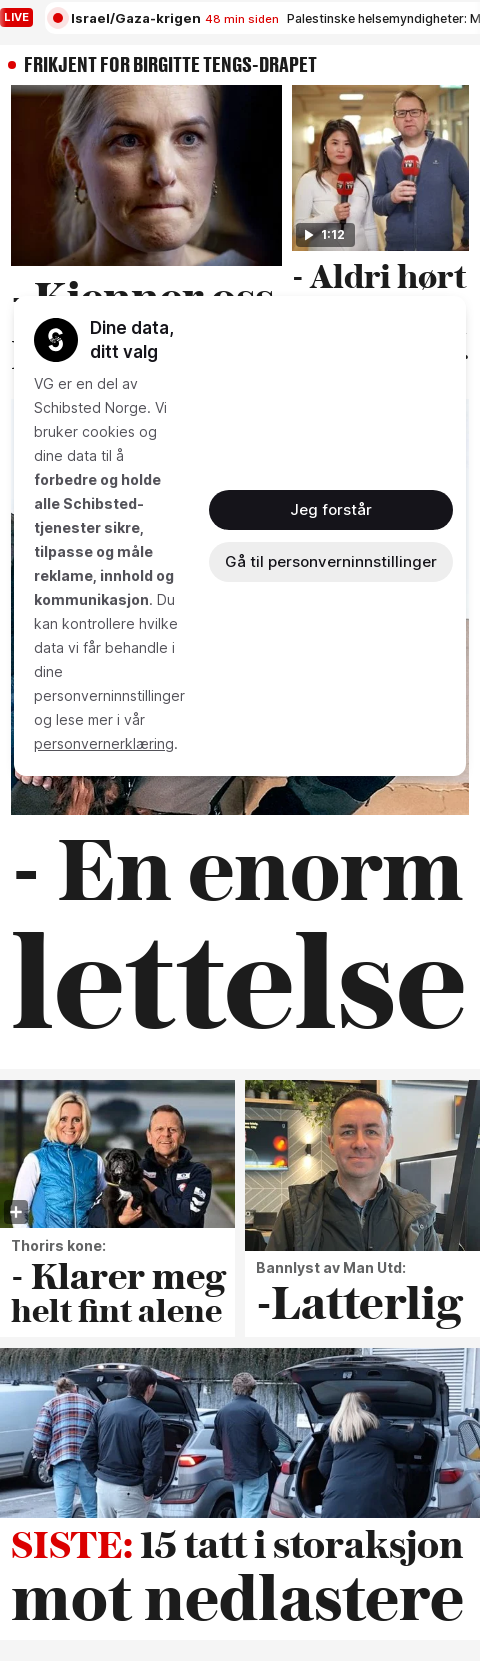 LIVE
Israel/Gaza-krigen 48 min siden Palestinske helsemyndigheter: M
FRIKJENT FOR BIRGITTE TENGS-DRAPET
1:12
- Kjenner oss
- Aldri hørt
Dine data,
ditt valg
VG er en del av
Schibsted Norge. Vi
bruker cookies og
dine data til å
forbedre og holde
alle Schibsted-
tjenester sikre,
tilpasse og måle
reklame, innhold og
kommunikasjon. Du
kan kontrollere hvilke
data vi får behandle i
dine
personverninnstillinger
og lese mer i vår
personvernerklæring.
Jeg forstår
Gå til personverninnstillinger
- En enorm
lettelse
Thorirs kone:
- Klarer meg
helt fint alene
Bannlyst av Man Utd:
-Latterlig
SISTE: 15 tatt i storaksjon
mot nedlastere